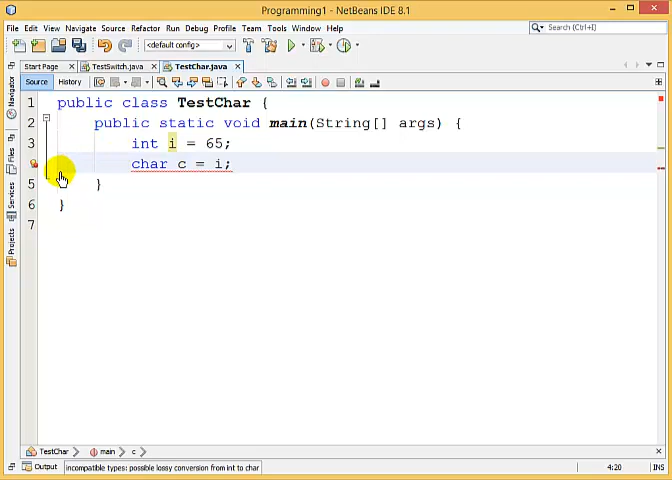 Programming1 - NetBeans IDE 8.1
File Edit View Navigate Source Refactor Run Debug Profile Team Tools Window Help
Search (Ctrl+I)
<default config>
Start Page TestSwitch.java TestChar.java
Source History
Navigator
Files
Services
Projects
1 public class TestChar {
2 public static void main(String[] args) {
3 int i = 65;
char c = i;
5 }
6 }
7
TestChar main c
Output incompatible types: possible lossy conversion from int to char 4:20 INS